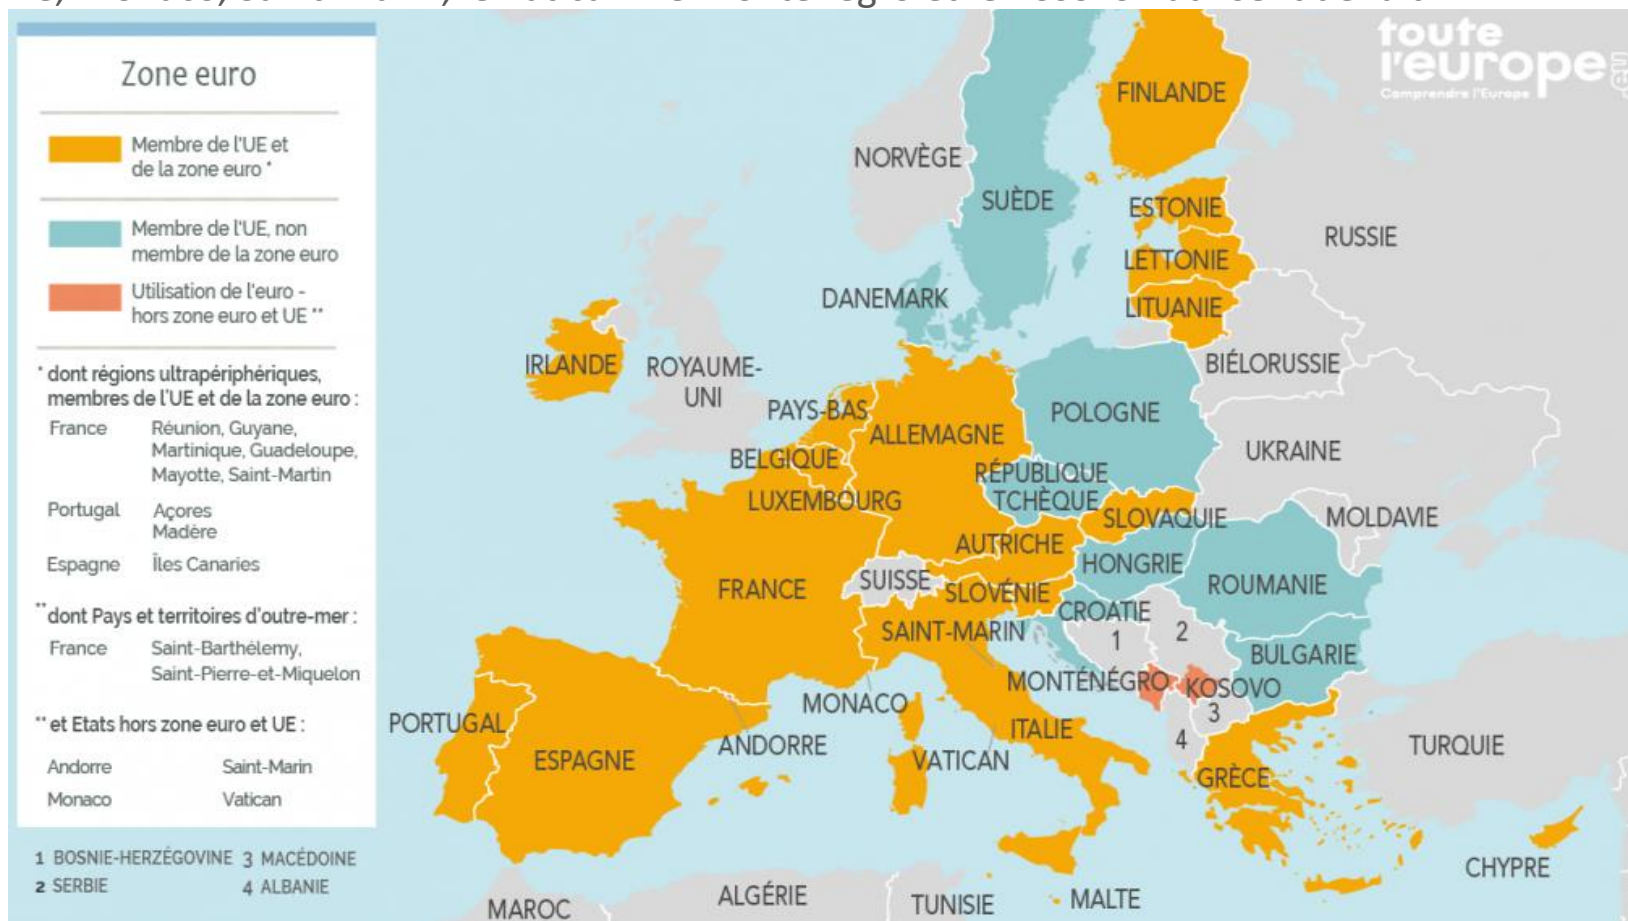 toute
l'europe.eu
Comprendre l'Europe
Zone euro
Membre de l'UE et
de la zone euro *
Membre de l'UE, non
membre de la zone euro
Utilisation de l'euro -
hors zone euro et UE **
* dont régions ultrapériphériques,
membres de l'UE et de la zone euro :
France Réunion, Guyane,
Martinique, Guadeloupe,
Mayotte, Saint-Martin
Portugal Açores
Madère
Espagne Îles Canaries
** dont Pays et territoires d'outre-mer :
France Saint-Barthélemy,
Saint-Pierre-et-Miquelon
** et Etats hors zone euro et UE :
Andorre Saint-Marin
Monaco Vatican
1 BOSNIE-HERZÉGOVINE 3 MACÉDOINE
2 SERBIE 4 ALBANIE
FINLANDE
NORVÈGE
SUÈDE
ESTONIE
RUSSIE
LETTONIE
DANEMARK
LITUANIE
IRLANDE
ROYAUME-
UNI
BIÉLORUSSIE
PAYS-BAS
POLOGNE
ALLEMAGNE
UKRAINE
BELGIQUE
RÉPUBLIQUE
TCHÈQUE
LUXEMBOURG
SLOVAQUIE
MOLDAVIE
AUTRICHE
HONGRIE
FRANCE
SUISSE
SLOVÉNIE
ROUMANIE
CROATIE
SAINT-MARIN
1
2
BULGARIE
MONTÉNÉGRO
KOSOVO
MONACO
3
PORTUGAL
ITALIE
ANDORRE
4
TURQUIE
ESPAGNE
VATICAN
GRÈCE
CHYPRE
MAROC
ALGÉRIE
TUNISIE
MALTE